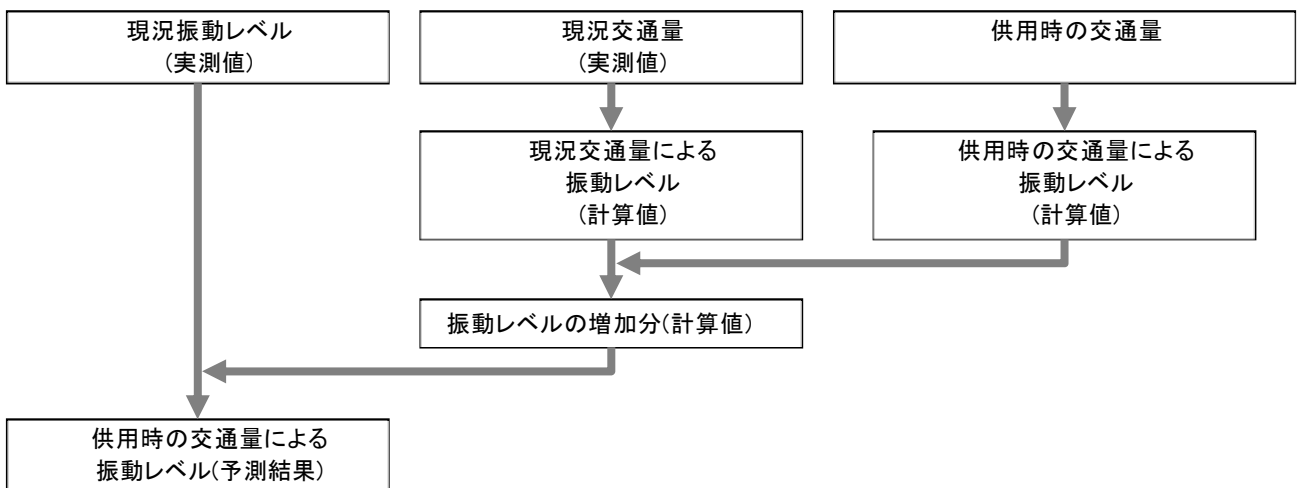 現況振動レベル
(実測値)
現況交通量
(実測値)
供用時の交通量
現況交通量による
振動レベル
(計算値)
供用時の交通量による
振動レベル
(計算値)
振動レベルの増加分(計算値)
供用時の交通量による
振動レベル(予測結果)